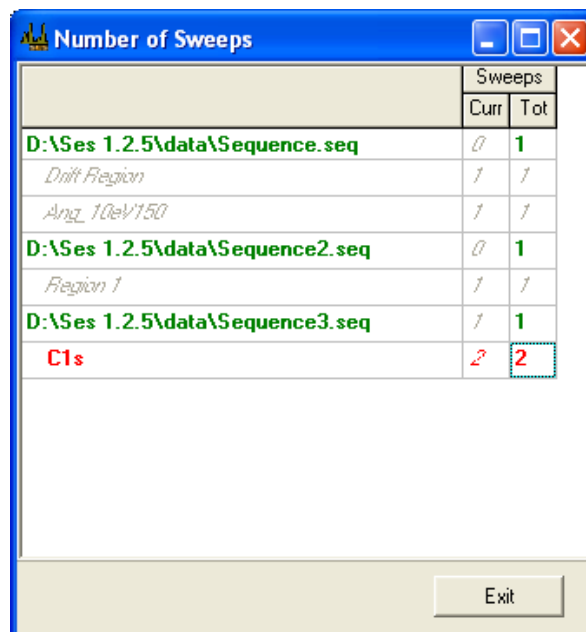 Number of Sweeps
Sweeps
Curr Tot
D:\Ses 1.2.5\data\Sequence.seq 0 1
Drift Region 1 1
Ang_10eV150 1 1
D:\Ses 1.2.5\data\Sequence2.seq 0 1
Region 1 1 1
D:\Ses 1.2.5\data\Sequence3.seq 1 1
C1s 2 2
Exit